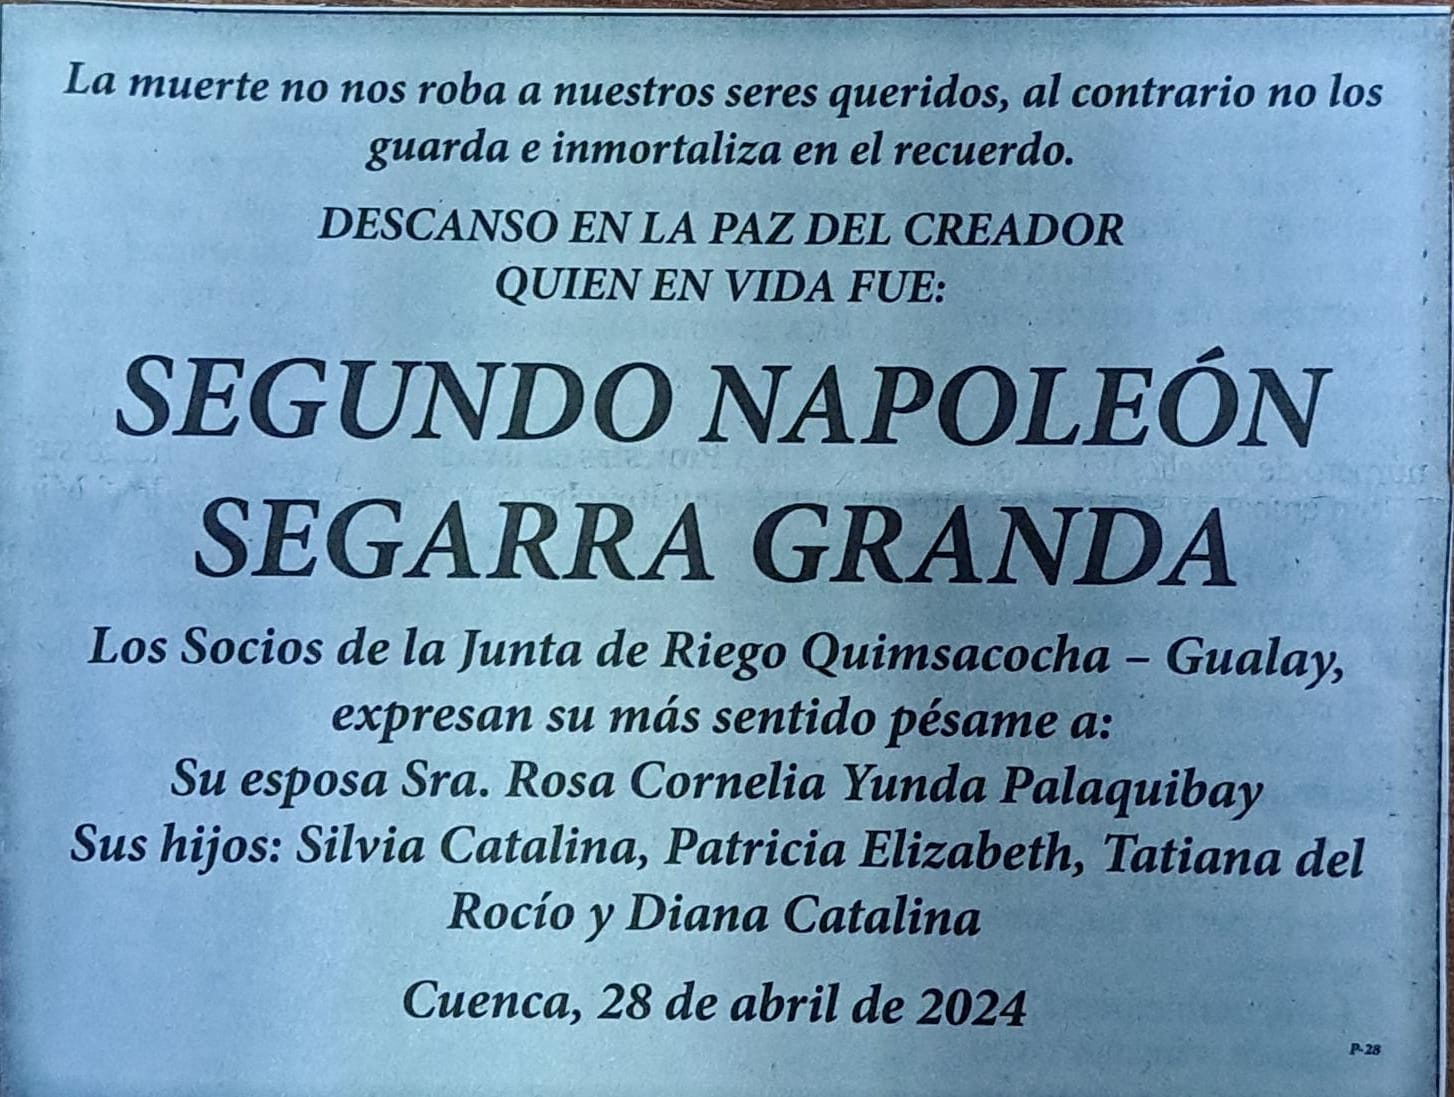 La muerte no nos roba a nuestros seres queridos, al contrario no los
guarda e inmortaliza en el recuerdo.
DESCANSO EN LA PAZ DEL CREADOR
QUIEN EN VIDA FUE:
SEGUNDO NAPOLEÓN
SEGARRA GRANDA
Los Socios de la Junta de Riego Quimsacocha – Gualay,
expresan su más sentido pésame a:
Su esposa Sra. Rosa Cornelia Yunda Palaquibay
Sus hijos: Silvia Catalina, Patricia Elizabeth, Tatiana del
Rocío y Diana Catalina
Cuenca, 28 de abril de 2024
P-28